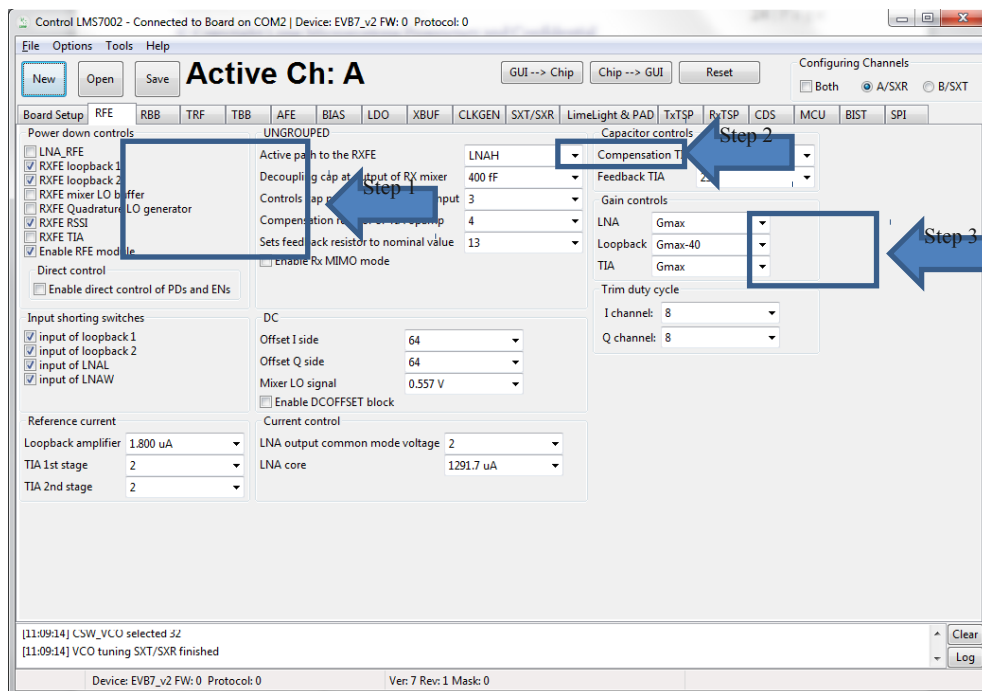 Control LMS7002 - Connected to Board on COM2 | Device: EVB7_v2 FW: 0 Protocol: 0
File Options Tools Help
New Open Save Active Ch: A GUI --> Chip Chip --> GUI Reset
Configuring Channels
Both A/SXR B/SXT
Board Setup RFE RBB TRF TBB AFE BIAS LDO XBUF CLKGEN SXT/SXR LimeLight & PAD TxTSP RxTSP CDS MCU BIST SPI
Power down controls
LNA_RFE
RXFE loopback 1
RXFE loopback 2
RXFE mixer LO buffer
RXFE Quadrature LO generator
RXFE RSSI
RXFE TIA
Enable RFE module
Direct control
Enable direct control of PDs and ENs
Input shorting switches
input of loopback 1
input of loopback 2
input of LNAL
input of LNAW
Reference current
Loopback amplifier 1.800 uA
TIA 1st stage 2
TIA 2nd stage 2
UNGROUPED
Active path to the RXFE LNAH
Decoupling cap at output of RX mixer 400 fF
Controls 3
Compensation 4
Sets feedback resistor to nominal value 13
Enable Rx MIMO mode
Step 1
DC
Offset I side 64
Offset Q side 64
Mixer LO signal 0.557 V
Enable DCOFFSET block
Current control
LNA output common mode voltage 2
LNA core 1291.7 uA
Capacitor controls
Compensation
Feedback TIA
Step 2
Gain controls
LNA Gmax
Loopback Gmax-40
TIA Gmax
Step 3
Trim duty cycle
I channel: 8
Q channel: 8
[11:09:14] CSW_VCO selected 32
[11:09:14] VCO tuning SXT/SXR finished
Clear
Log
Device: EVB7_v2 FW: 0 Protocol: 0 Ver: 7 Rev: 1 Mask: 0